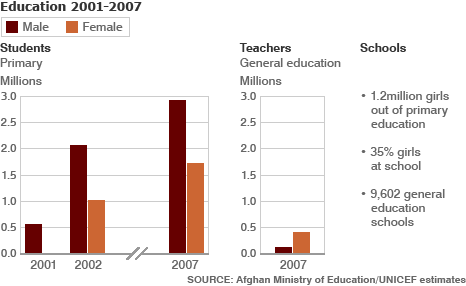 Education 2001-2007
Male
Female
Students
Primary
Millions
3.0
2.5
2.0
1.5
1.0
0.5
0.0
2001
2002
2007
Teachers
General education
Millions
3.0
2.5
2.0
1.5
1.0
0.5
0.0
2007
Schools
• 1.2million girls
out of primary
education
• 35% girls
at school
• 9,602 general
education
schools
SOURCE: Afghan Ministry of Education/UNICEF estimates